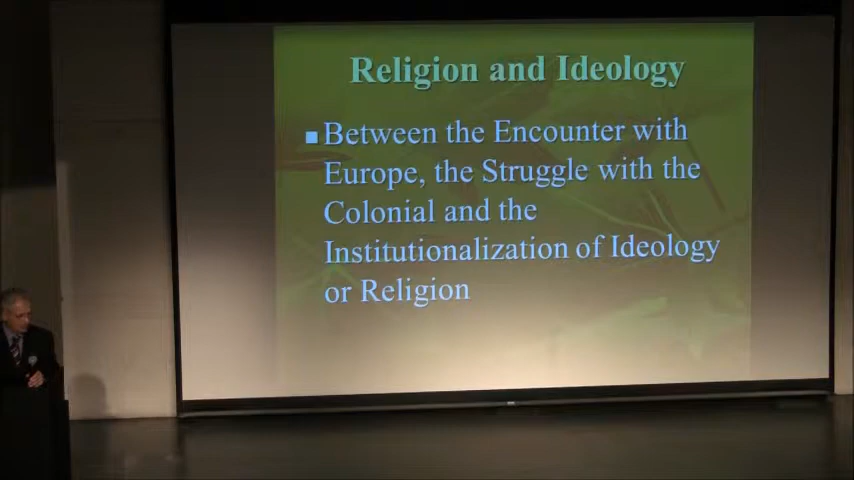 Religion and Ideology
Between the Encounter with
Europe, the Struggle with the
Colonial and the
Institutionalization of Ideology
or Religion